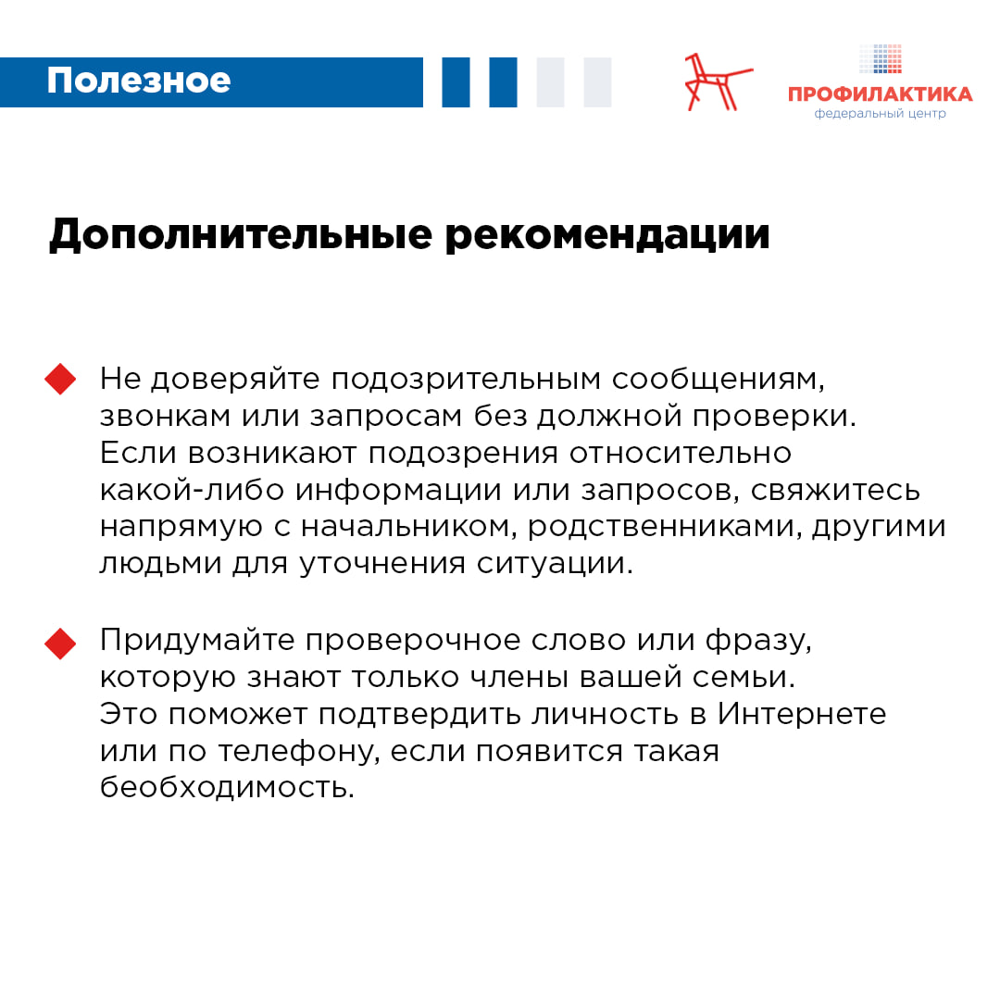 Полезное
ПРОФИЛАКТИКА
федеральный центр
Дополнительные рекомендации
Не доверяйте подозрительным сообщениям,
звонкам или запросам без должной проверки.
Если возникают подозрения относительно
какой-либо информации или запросов, свяжитесь
напрямую с начальником, родственниками, другими
людьми для уточнения ситуации.
Придумайте проверочное слово или фразу,
которую знают только члены вашей семьи.
Это поможет подтвердить личность в Интернете
или по телефону, если появится такая
беобходимость.